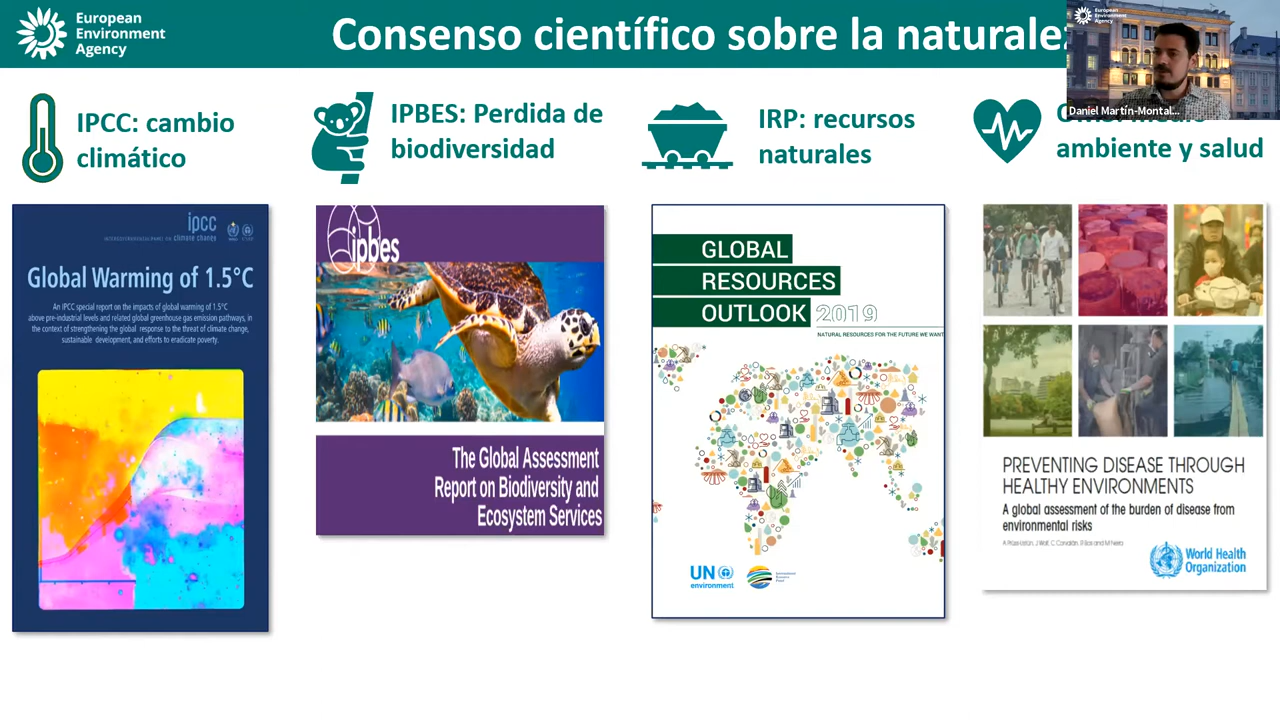 European
Environment
Agency
Consenso científico sobre la
European
Environment
Agency
Daniel Martín-Montal...
IPCC: cambio
climático
IPBES: Perdida de
biodiversidad
IRP: recursos
naturales
ambiente y salud
ipcc
INTERGOVERNMENTAL PANEL ON climate change
Global Warming of 1.5°C
An IPCC special report on the impacts of global warming of 1.5°C
above pre-industrial levels and related global greenhouse gas emission pathways, in
the context of strengthening the global response to the threat of climate change,
sustainable development, and efforts to eradicate poverty.
ipbes
The Global Assessment
Report on Biodiversity and
Ecosystem Services
GLOBAL
RESOURCES
OUTLOOK 2019
NATURAL RESOURCES FOR THE FUTURE WE WANT
UN
environment
PREVENTING DISEASE THROUGH
HEALTHY ENVIRONMENTS
A global assessment of the burden of disease from
environmental risks
World Health
Organization